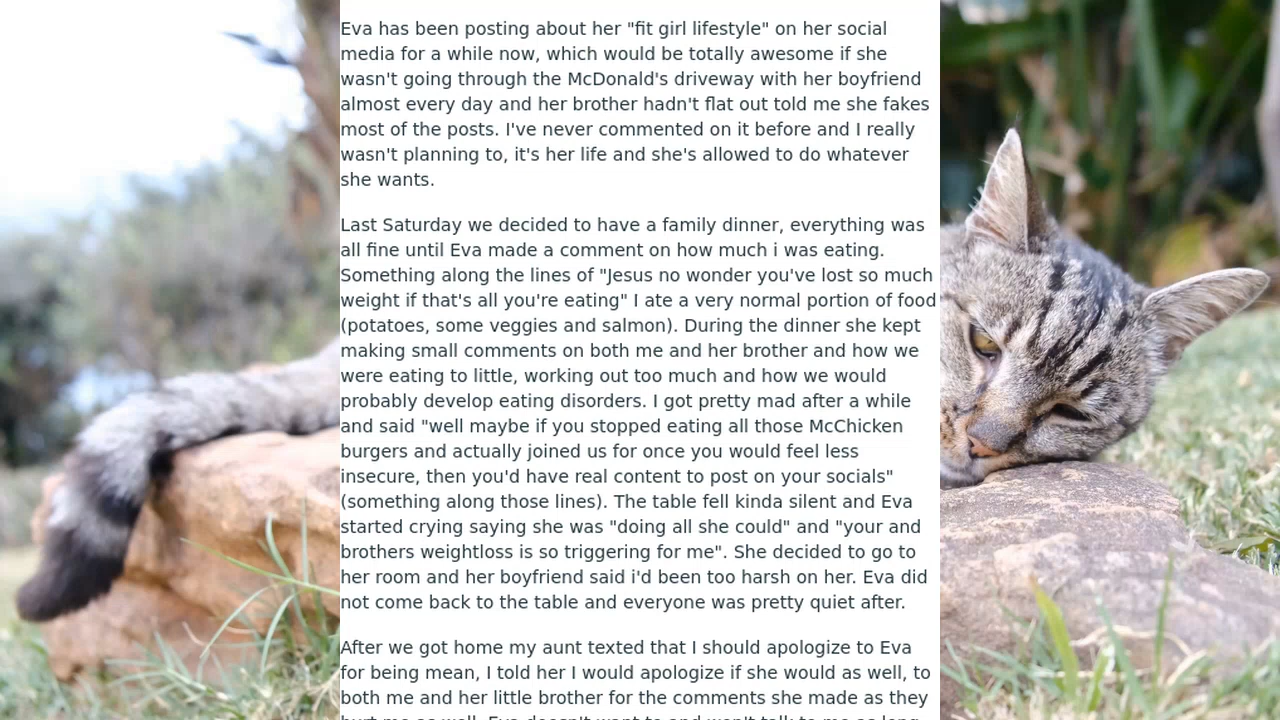 Eva has been posting about her "fit girl lifestyle" on her social
media for a while now, which would be totally awesome if she
wasn't going through the McDonald's driveway with her boyfriend
almost every day and her brother hadn't flat out told me she fakes
most of the posts. I've never commented on it before and I really
wasn't planning to, it's her life and she's allowed to do whatever
she wants.
Last Saturday we decided to have a family dinner, everything was
all fine until Eva made a comment on how much i was eating.
Something along the lines of "Jesus no wonder you've lost so much
weight if that's all you're eating" I ate a very normal portion of food
(potatoes, some veggies and salmon). During the dinner she kept
making small comments on both me and her brother and how we
were eating to little, working out too much and how we would
probably develop eating disorders. I got pretty mad after a while
and said "well maybe if you stopped eating all those McChicken
burgers and actually joined us for once you would feel less
insecure, then you'd have real content to post on your socials"
(something along those lines). The table fell kinda silent and Eva
started crying saying she was "doing all she could" and "your and
brothers weightloss is so triggering for me". She decided to go to
her room and her boyfriend said i'd been too harsh on her. Eva did
not come back to the table and everyone was pretty quiet after.
After we got home my aunt texted that I should apologize to Eva
for being mean, I told her I would apologize if she would as well, to
both me and her little brother for the comments she made as they
hurt me as well. Eva doesn't want to and won't talk to me as long